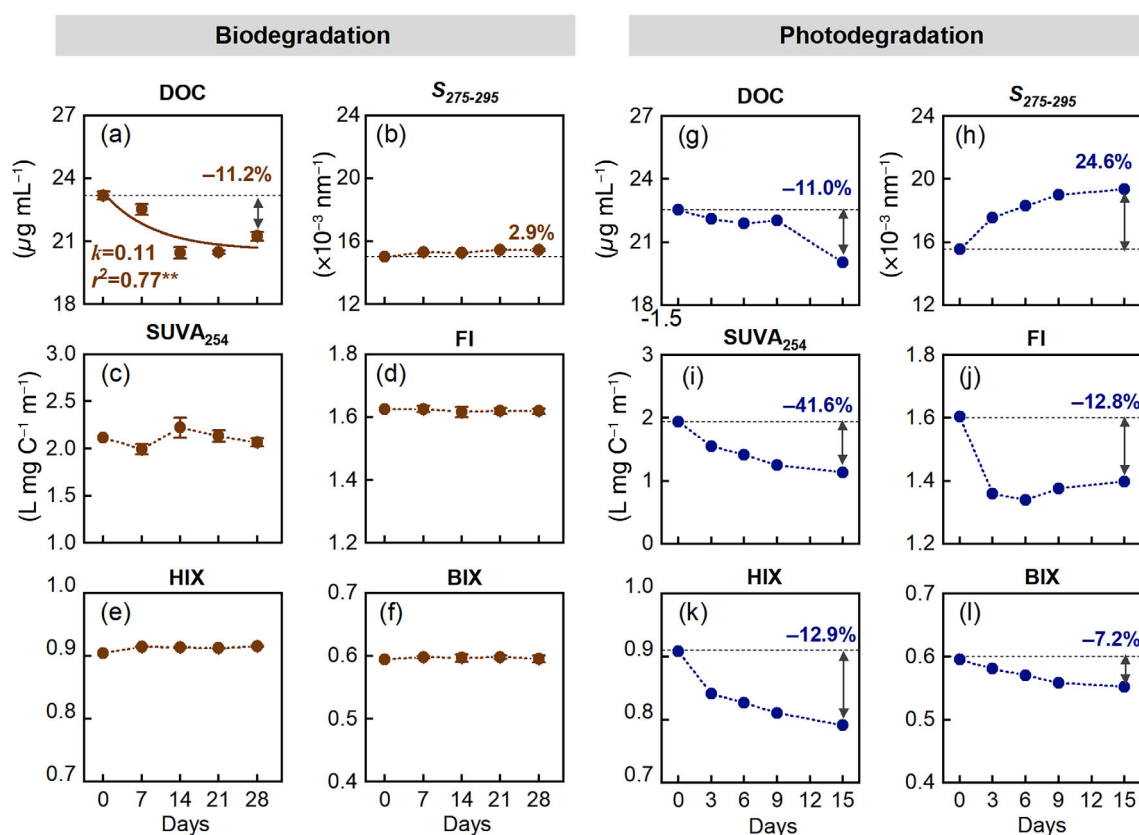 Biodegradation
Photodegradation
DOC
S275-295
DOC
S275-295
(a)
(b)
(g)
(h)
27
24
21
18
(µg mL⁻¹)
–11.2%
k=0.11
r²=0.77**
24
20
16
12
(×10⁻³ nm⁻¹)
2.9%
27
24
21
18
(µg mL⁻¹)
–11.0%
-1.5
24
20
16
12
(×10⁻³ nm⁻¹)
24.6%
SUVA₂₅₄
FI
SUVA₂₅₄
FI
(c)
(d)
(i)
(j)
3.0
2.5
2.0
1.5
1.0
(L mg C⁻¹ m⁻¹)
1.8
1.6
1.4
1.2
3
2
1
0
(L mg C⁻¹ m⁻¹)
–41.6%
1.8
1.6
1.4
1.2
–12.8%
HIX
BIX
HIX
BIX
(e)
(f)
(k)
(l)
1.0
0.9
0.8
0.7
0.7
0.6
0.5
0.4
1.0
0.9
0.8
0.7
–12.9%
0.7
0.6
0.5
0.4
–7.2%
0 7 14 21 28
0 7 14 21 28
0 3 6 9 12 15
0 3 6 9 12 15
Days
Days
Days
Days